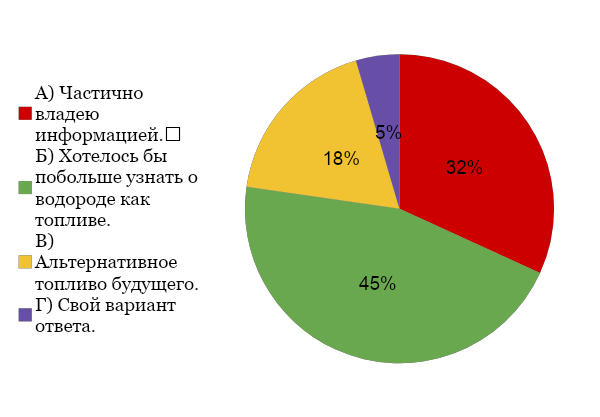 А) Частично
владею
информацией.
Б) Хотелось бы
побольше узнать о
водороде как
топливе.
В)
Альтернативное
топливо будущего.
Г) Свой вариант
ответа.
5%
18%
32%
45%